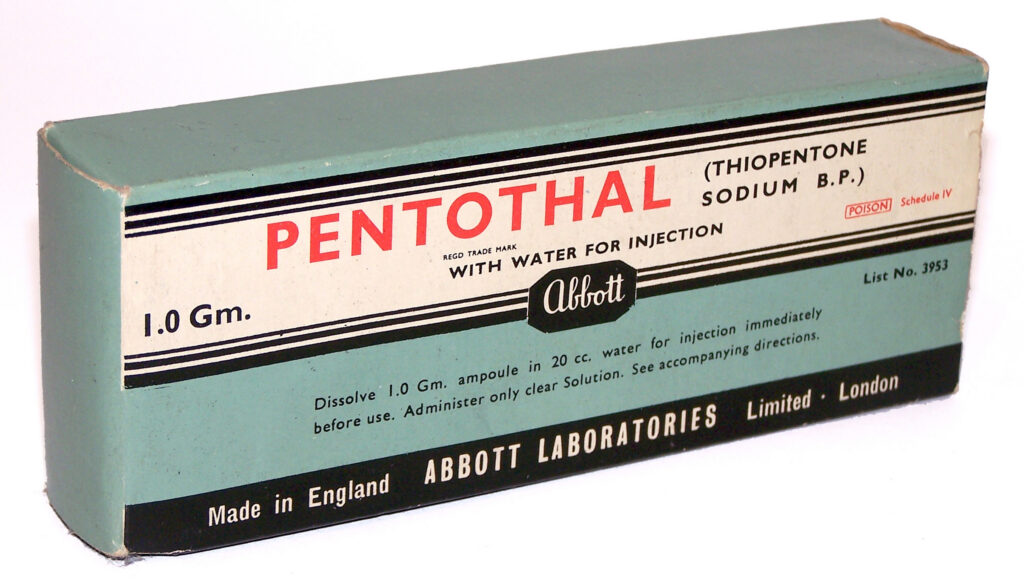 PENTOTHAL
(THIOPENTONE
SODIUM B.P.)
POISON Schedule IV
REGD TRADE MARK
WITH WATER FOR INJECTION
1.0 Gm.
Abbott
List No. 3953
Dissolve 1.0 Gm. ampoule in 20 cc. water for injection immediately
before use. Administer only clear Solution. See accompanying directions.
Made in England ABBOTT LABORATORIES Limited · London